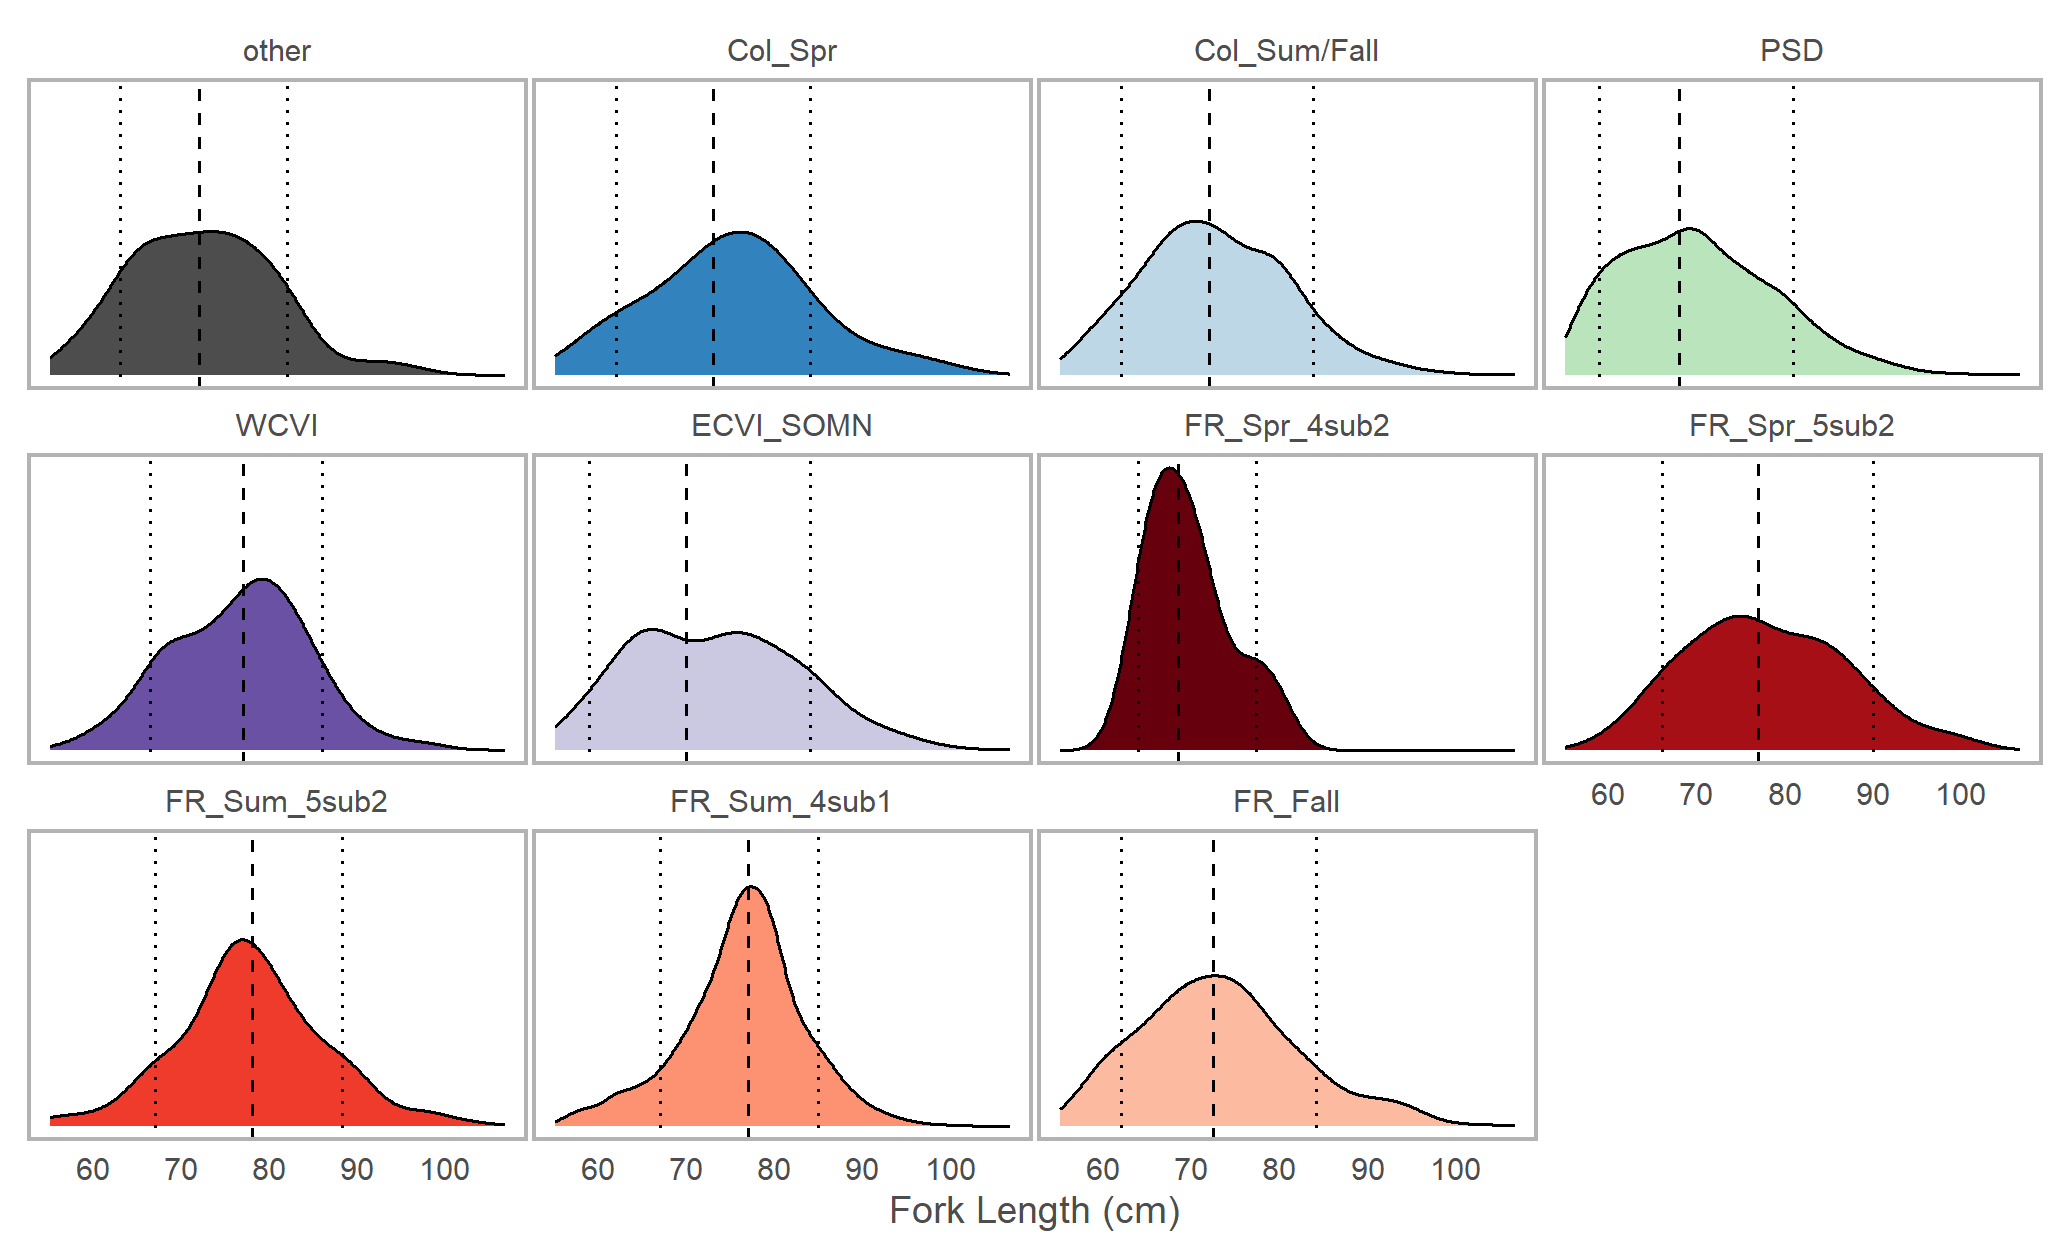 other Col_Spr Col_Sum/Fall PSD
WCVI ECVI_SOMN FR_Spr_4sub2 FR_Spr_5sub2
60 70 80 90 100
FR_Sum_5sub2 FR_Sum_4sub1 FR_Fall
60 70 80 90 100 60 70 80 90 100 60 70 80 90 100
Fork Length (cm)